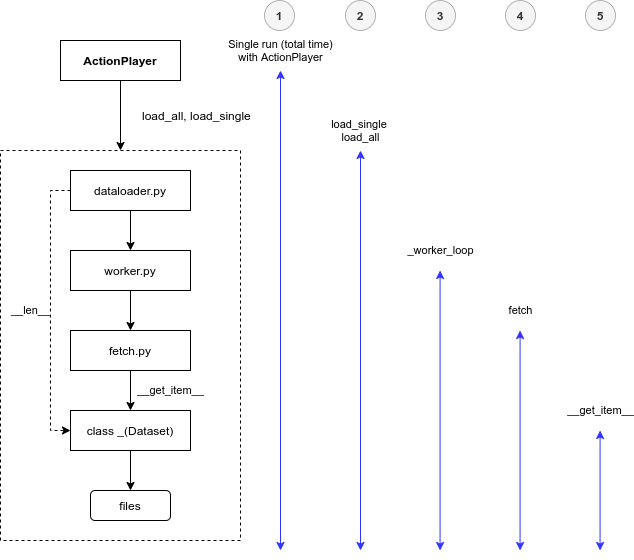 1
2
3
4
5
Single run (total time)
with ActionPlayer
ActionPlayer
load_all, load_single
load_single
load_all
dataloader.py
_worker_loop
worker.py
__len__
fetch
fetch.py
__get_item__
__get_item__
class _(Dataset)
files